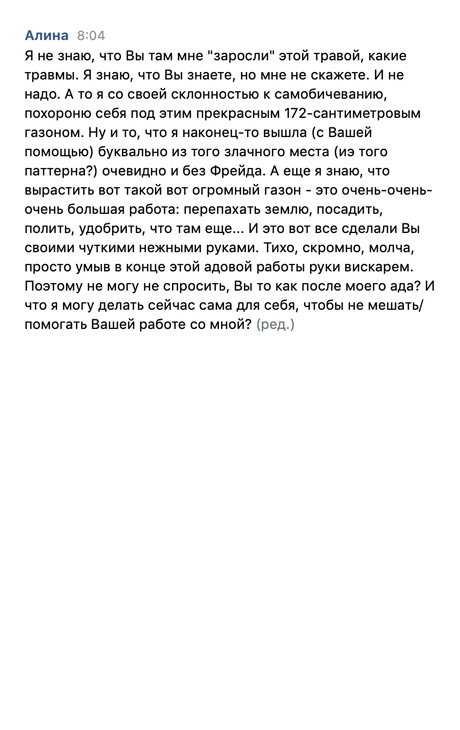 Алина 8:04
Я не знаю, что Вы там мне "заросли" этой травой, какие
травмы. Я знаю, что Вы знаете, но мне не скажете. И не
надо. А то я со своей склонностью к самобичеванию,
похороню себя под этим прекрасным 172-сантиметровым
газоном. Ну и то, что я наконец-то вышла (с Вашей
помощью) буквально из того злачного места (иэ того
паттерна?) очевидно и без Фрейда. А еще я знаю, что
вырастить вот такой вот огромный газон - это очень-очень-
очень большая работа: перепахать землю, посадить,
полить, удобрить, что там еще... И это вот все сделали Вы
своими чуткими нежными руками. Тихо, скромно, молча,
просто умыв в конце этой адовой работы руки вискарем.
Поэтому не могу не спросить, Вы то как после моего ада? И
что я могу делать сейчас сама для себя, чтобы не мешать/
помогать Вашей работе со мной? (ред.)